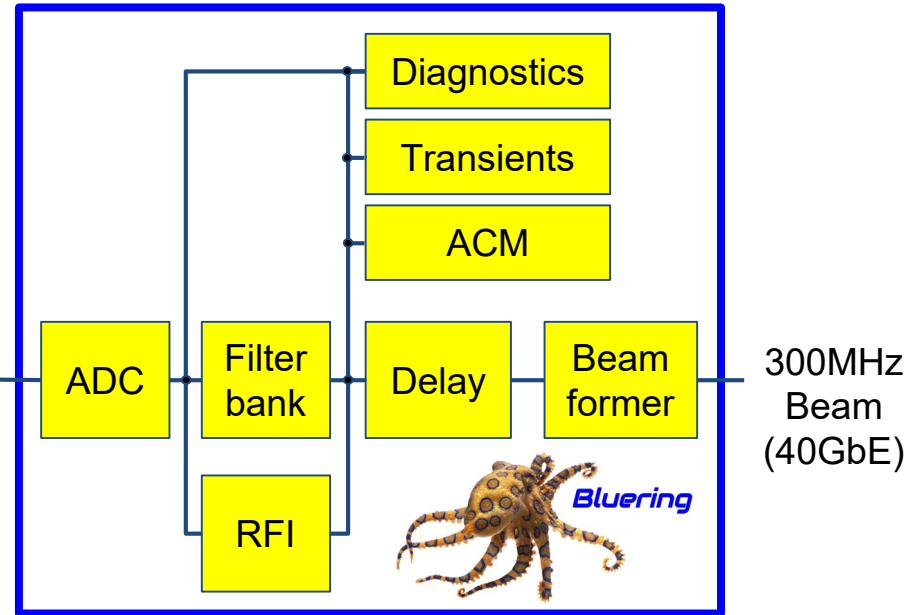 Diagnostics
Transients
ACM
ADC
Filter
bank
Delay
Beam
former
300MHz
Beam
(40GbE)
RFI
Bluering